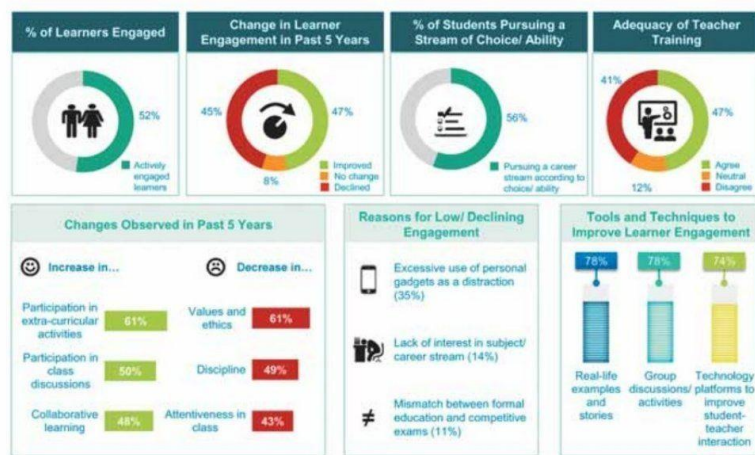 % of Learners Engaged
52%
Actively
engaged
learners
Change in Learner
Engagement in Past 5 Years
45%
47%
8%
Improved
No change
Declined
% of Students Pursuing a
Stream of Choice/ Ability
56%
Pursuing a career
stream according to
choice/ ability
Adequacy of Teacher
Training
41%
47%
12%
Agree
Neutral
Disagree
Changes Observed in Past 5 Years
Increase in...
Participation in
extra-curricular
activities
61%
Participation in
class
discussions
50%
Collaborative
learning
48%
Decrease in...
Values and
ethics
61%
Discipline
49%
Attentiveness in
class
43%
Reasons for Low/ Declining
Engagement
Excessive use of personal
gadgets as a distraction
(35%)
Lack of interest in subject/
career stream (14%)
≠
Mismatch between formal
education and competitive
exams (11%)
Tools and Techniques to
Improve Learner Engagement
78%
Real-life
examples
and
stories
78%
Group
discussions/
activities
74%
Technology
platforms to
improve
student-
teacher
interaction